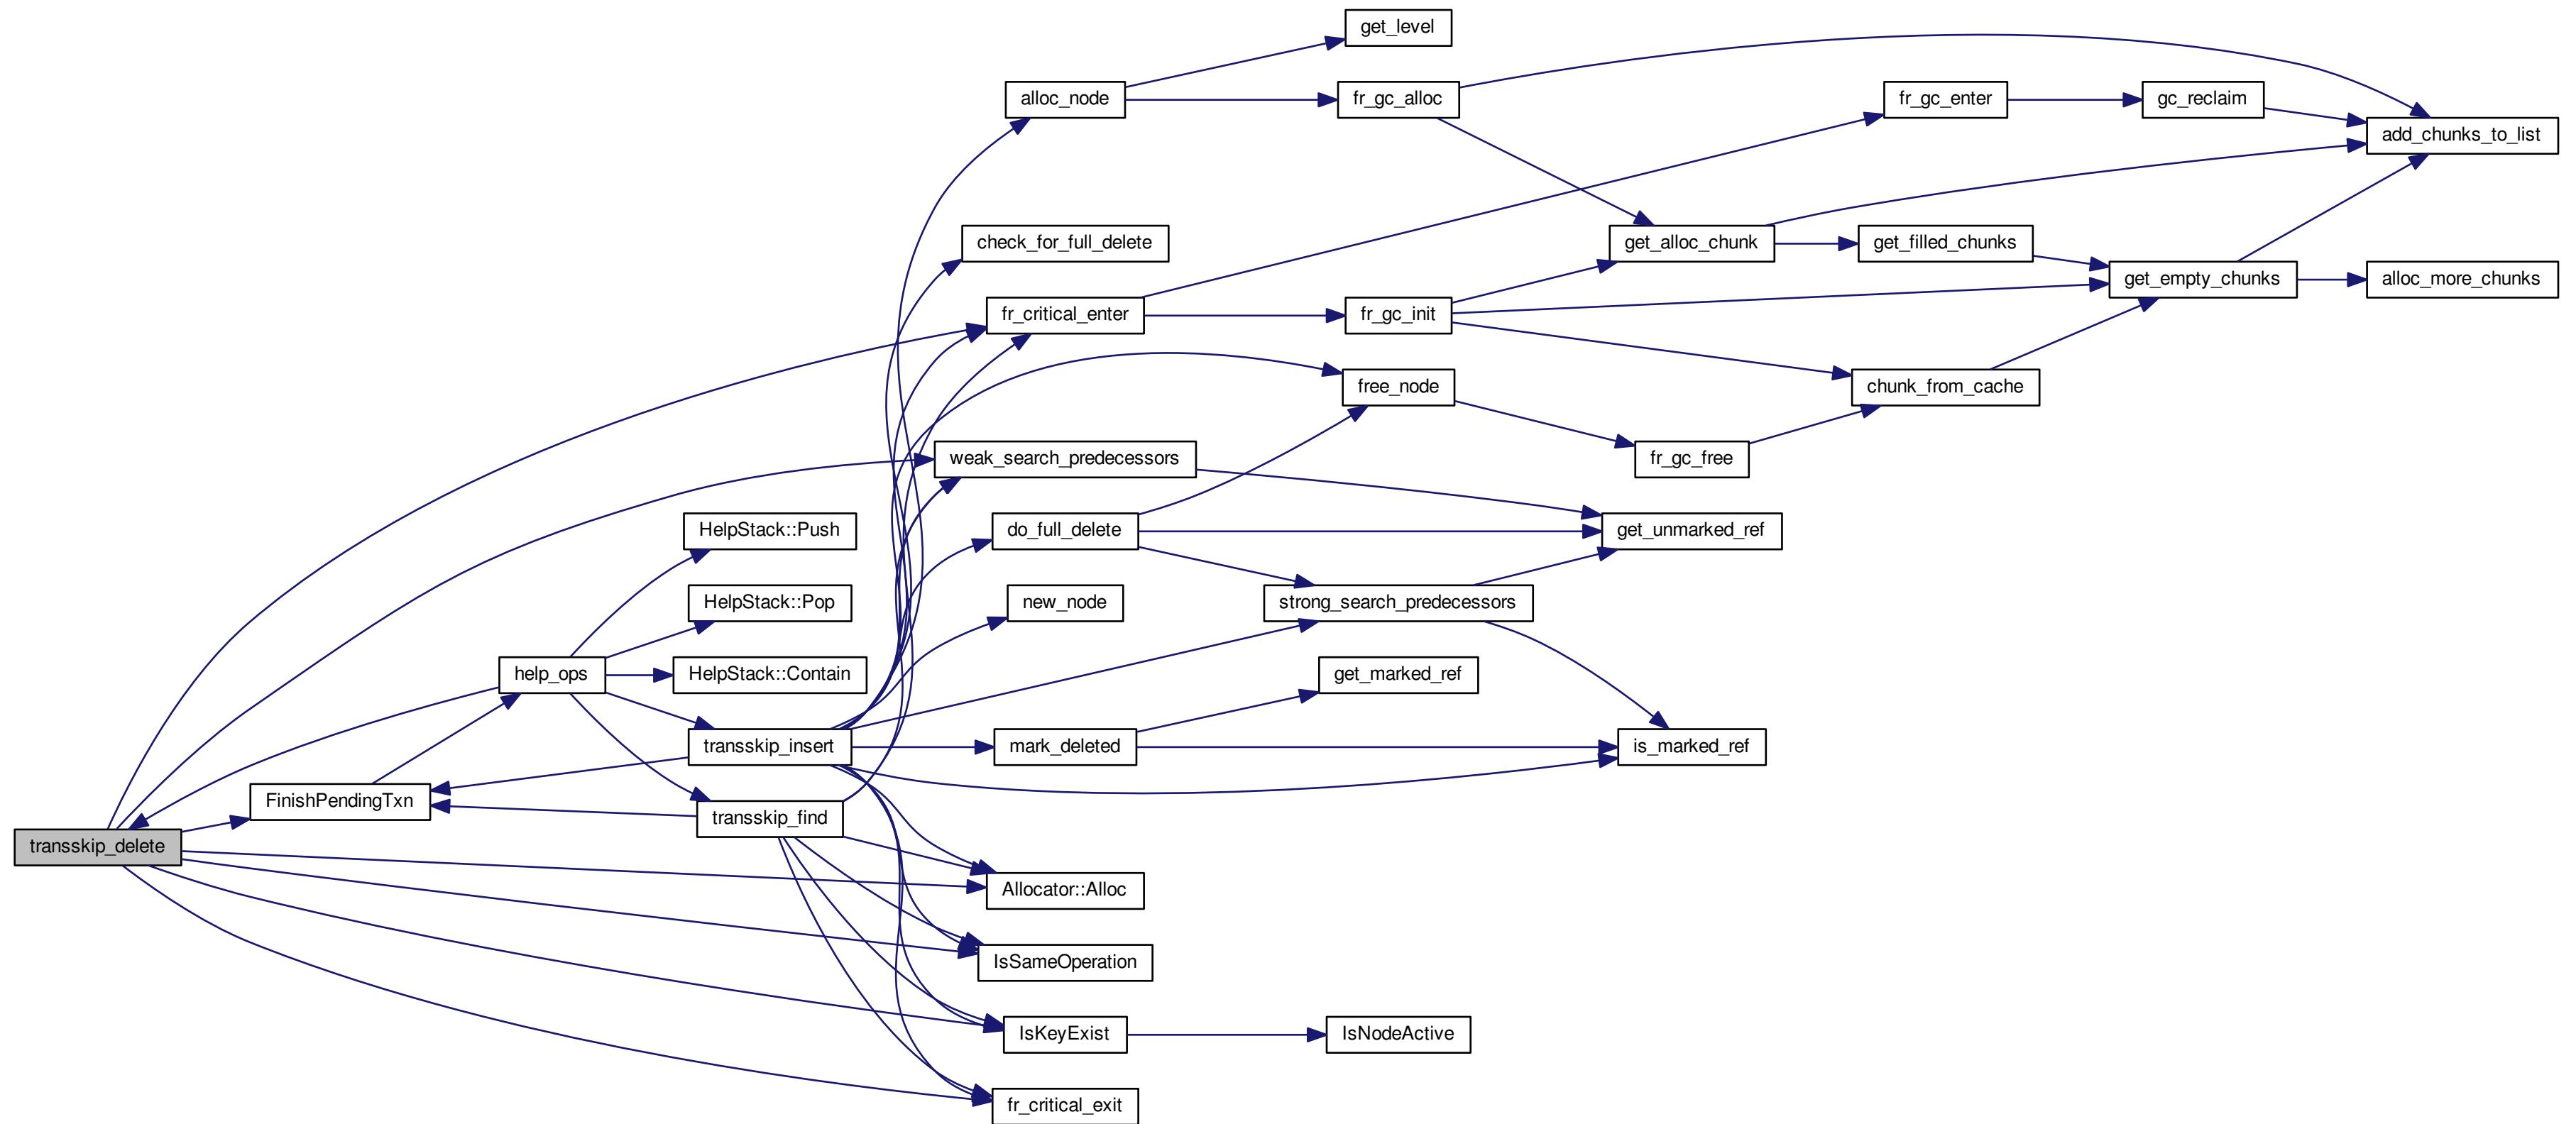 get_level
alloc_node
fr_gc_alloc
fr_gc_enter
gc_reclaim
add_chunks_to_list
check_for_full_delete
get_alloc_chunk
get_filled_chunks
get_empty_chunks
alloc_more_chunks
fr_critical_enter
fr_gc_init
free_node
chunk_from_cache
weak_search_predecessors
fr_gc_free
HelpStack::Push
do_full_delete
get_unmarked_ref
HelpStack::Pop
new_node
strong_search_predecessors
help_ops
HelpStack::Contain
get_marked_ref
transskip_insert
mark_deleted
is_marked_ref
FinishPendingTxn
transskip_find
transskip_delete
Allocator::Alloc
IsSameOperation
IsKeyExist
IsNodeActive
fr_critical_exit